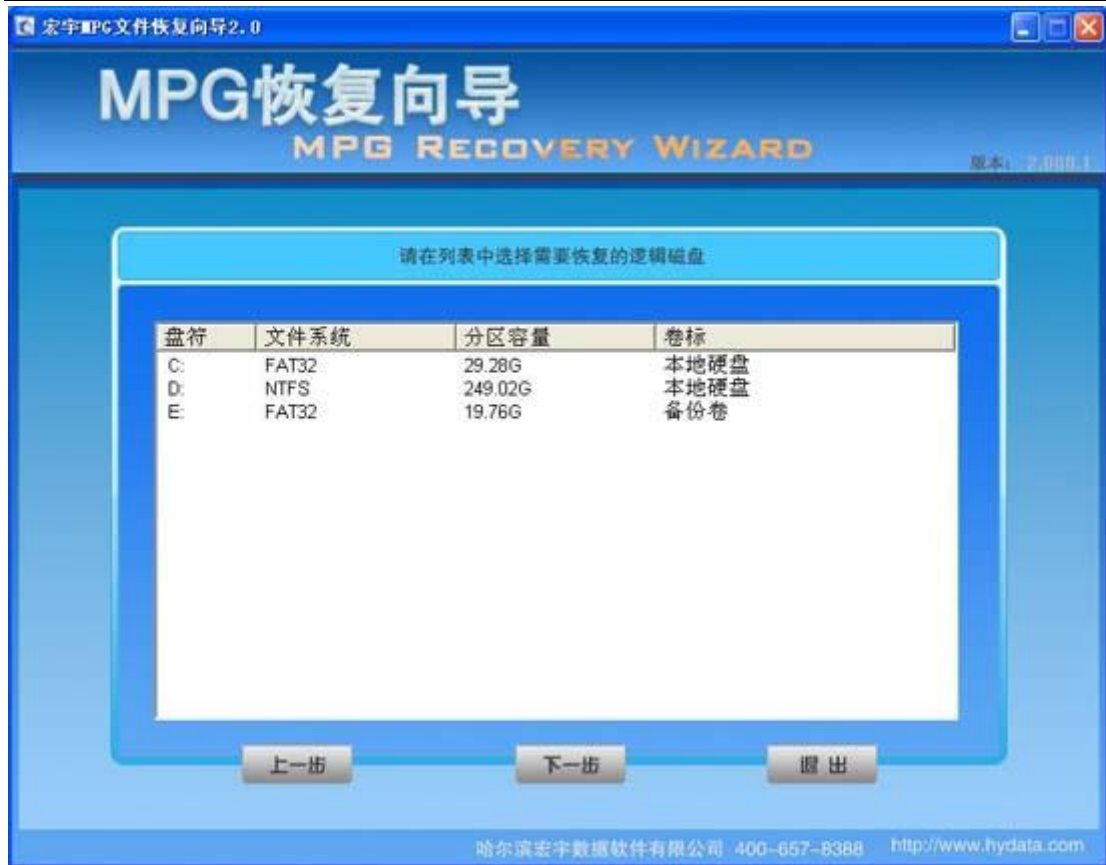 宏宇MPG文件恢复向导2.0
MPG恢复向导
MPG RECOVERY WIZARD
版本: 2.000.1
请在列表中选择需要恢复的逻辑磁盘
盘符 文件系统 分区容量 卷标
C: FAT32 29.28G 本地硬盘
D: NTFS 249.02G 本地硬盘
E: FAT32 19.76G 备份卷
上一步 下一步 退 出
哈尔滨宏宇数据软件有限公司 400-657-8388 http://www.hydata.com